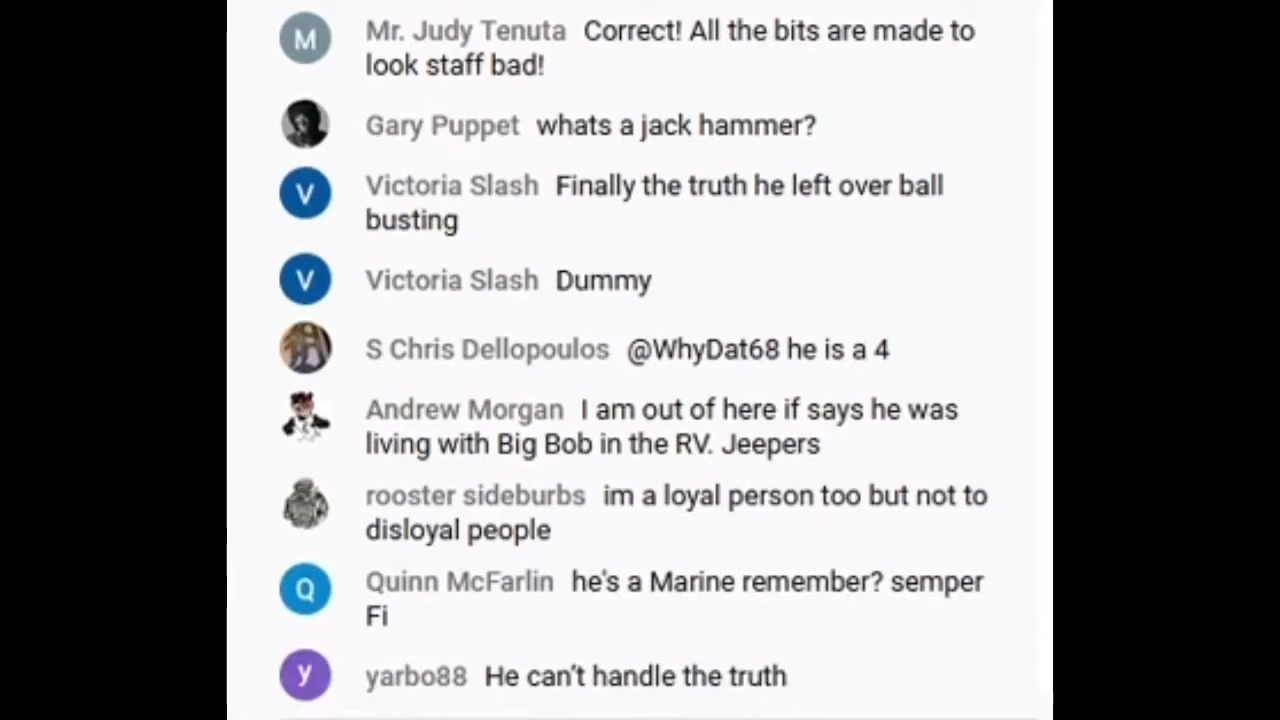 M
Mr. Judy Tenuta Correct! All the bits are made to
look staff bad!
Gary Puppet whats a jack hammer?
V
Victoria Slash Finally the truth he left over ball
busting
V
Victoria Slash Dummy
S Chris Dellopoulos @WhyDat68 he is a 4
Andrew Morgan I am out of here if says he was
living with Big Bob in the RV. Jeepers
rooster sideburbs im a loyal person too but not to
disloyal people
Q
Quinn McFarlin he's a Marine remember? semper
Fi
y
yarbo88 He can't handle the truth